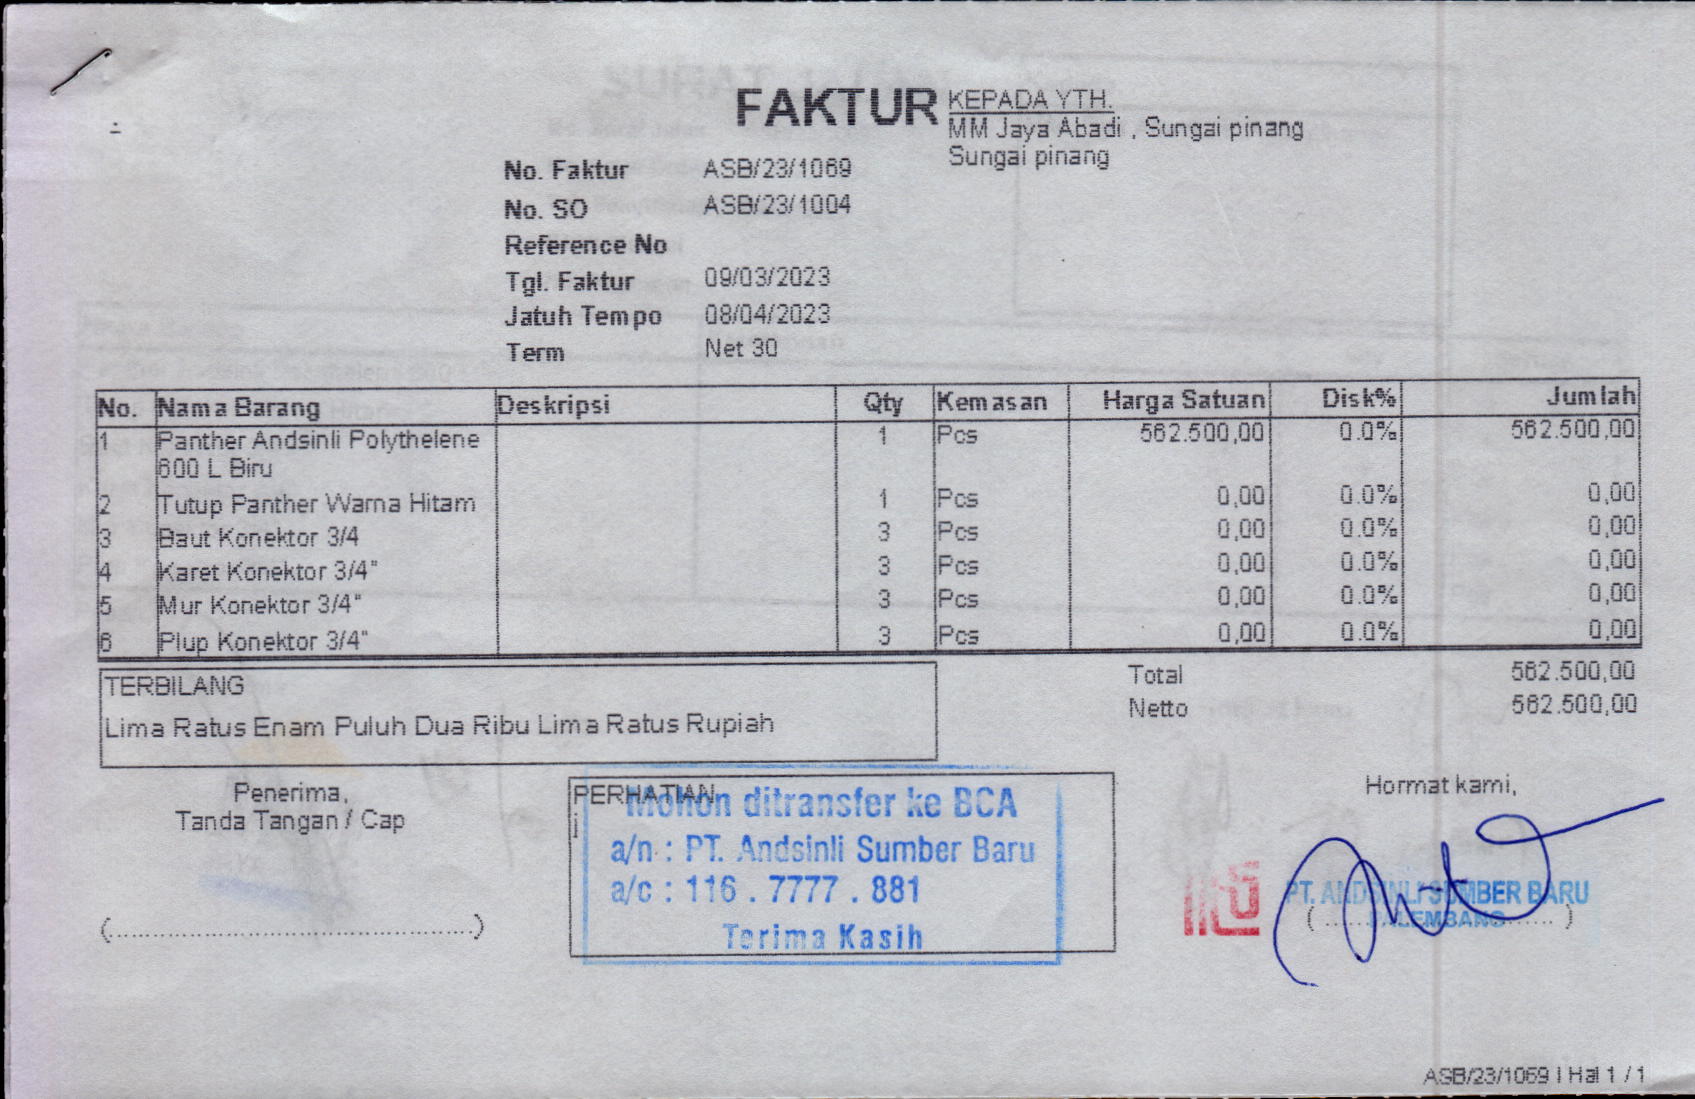 FAKTUR
KEPADA YTH.
MM Jaya Abadi , Sungai pinang
Sungai pinang
No. Faktur ASB/23/1069
No. SO ASB/23/1004
Reference No
Tgl. Faktur 09/03/2023
Jatuh Tempo 08/04/2023
Term Net 30
No. Nama Barang Deskripsi Qty Kemasan Harga Satuan Disk% Jumlah
1 Panther Andsinli Polythelene 1 Pcs 562.500,00 0.0% 562.500,00
600 L Biru
2 Tutup Panther Warna Hitam 1 Pcs 0,00 0.0% 0,00
3 Baut Konektor 3/4 3 Pcs 0,00 0.0% 0,00
4 Karet Konektor 3/4" 3 Pcs 0,00 0.0% 0,00
5 Mur Konektor 3/4" 3 Pcs 0,00 0.0% 0,00
6 Plup Konektor 3/4" 3 Pcs 0,00 0.0% 0,00
Total 562.500,00
Netto 562.500,00
TERBILANG
Lima Ratus Enam Puluh Dua Ribu Lima Ratus Rupiah
Penerima,
Tanda Tangan / Cap
(................................................)
PERHATIAN
j
Mohon ditransfer ke BCA
a/n : PT. Andsinli Sumber Baru
a/c : 116 . 7777 . 881
Terima Kasih
Hormat kami,
PT. ANDSINLI SUMBER BARU
PALEMBANG
ASB/23/1069 | Hal 1 / 1